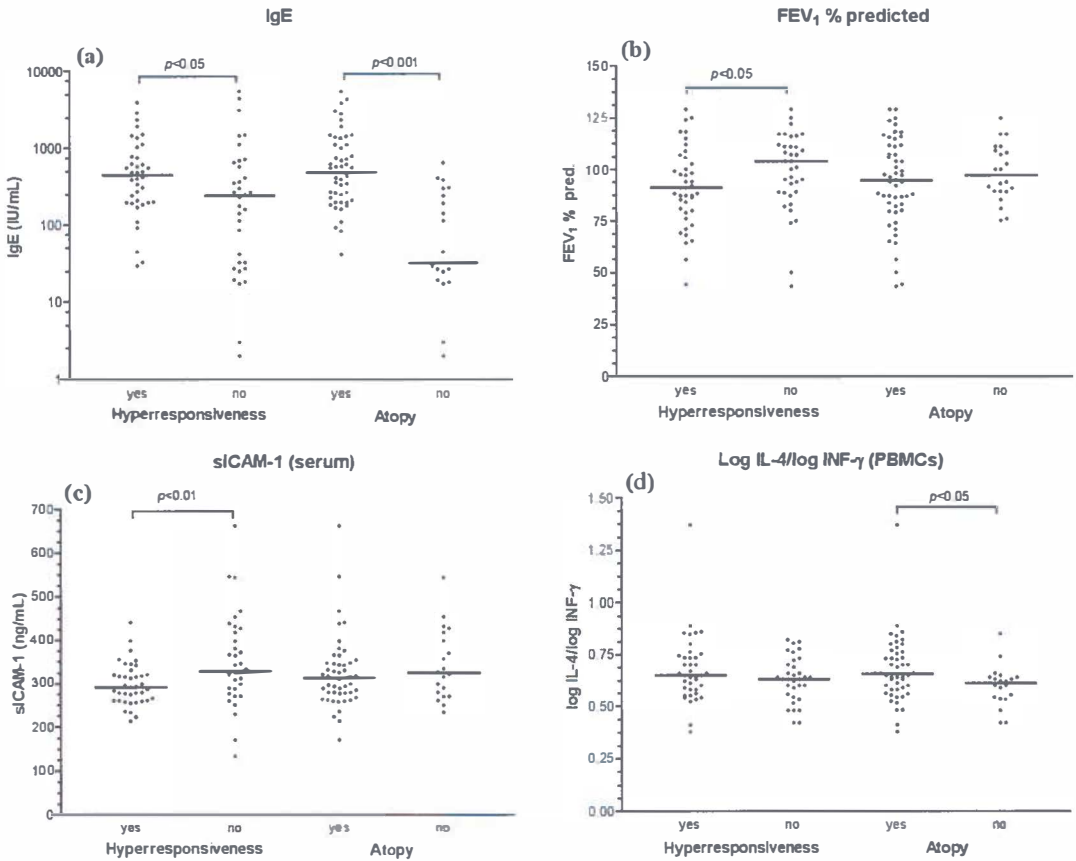 IgE
(a)
p<0.05
p<0.001
10000
1000
100
10
1
IgE (IU/mL)
yes
no
yes
no
Hyperresponsiveness
Atopy
FEV₁ % predicted
(b)
p<0.05
150
125
100
75
50
25
0
FEV₁ % pred.
yes
no
yes
no
Hyperresponsiveness
Atopy
sICAM-1 (serum)
(c)
p<0.01
700
600
500
400
300
200
100
0
sICAM-1 (ng/mL)
yes
no
yes
no
Hyperresponsiveness
Atopy
Log IL-4/log INF-γ (PBMCs)
(d)
p<0.05
1.50
1.25
1.00
0.75
0.50
0.25
0.00
log IL-4/log INF-γ
yes
no
yes
no
Hyperresponsiveness
Atopy